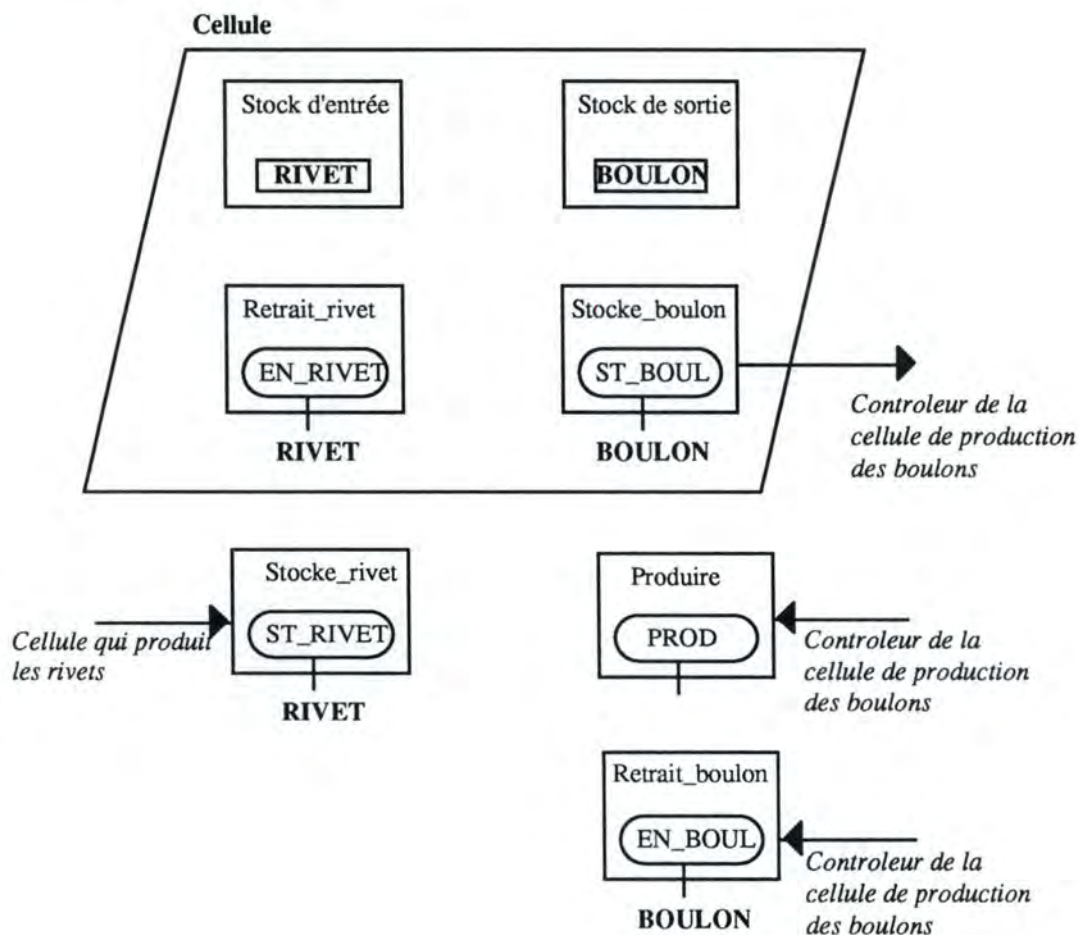 Cellule
Stock d'entrée
RIVET
Stock de sortie
BOULON
Retrait_rivet
EN_RIVET
RIVET
Stocke_boulon
ST_BOUL
BOULON
Controleur de la
cellule de production
des boulons
Stocke_rivet
ST_RIVET
RIVET
Cellule qui produit
les rivets
Produire
PROD
Controleur de la
cellule de production
des boulons
Retrait_boulon
EN_BOUL
BOULON
Controleur de la
cellule de production
des boulons